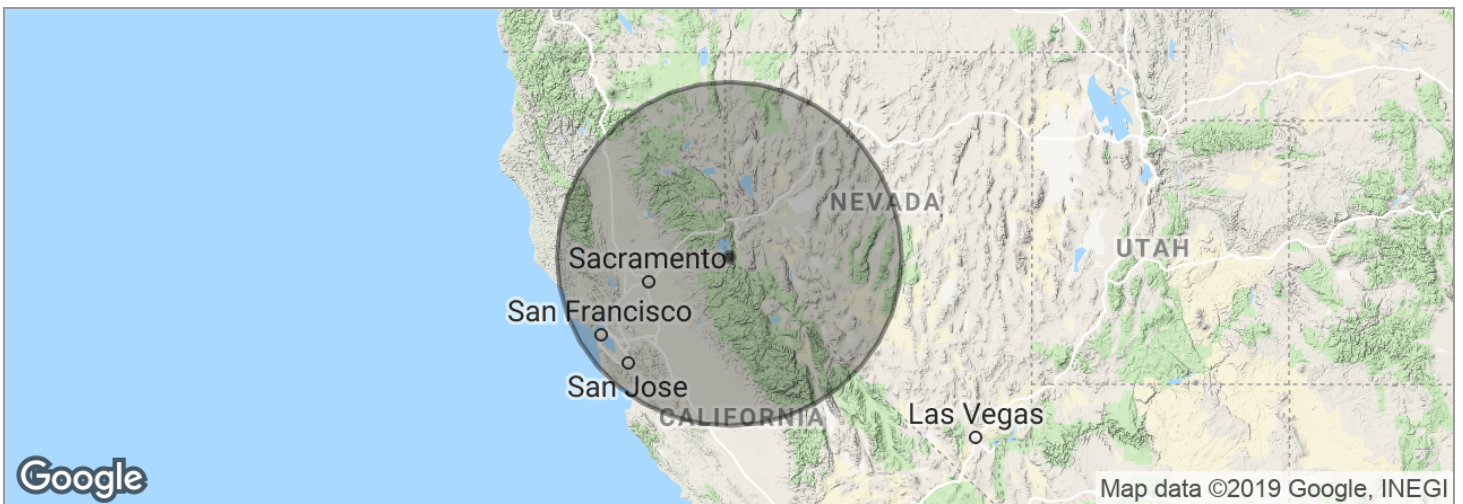 NEVADA
UTAH
Sacramento
San Francisco
San Jose
CALIFORNIA
Las Vegas
Google
Map data ©2019 Google, INEGI